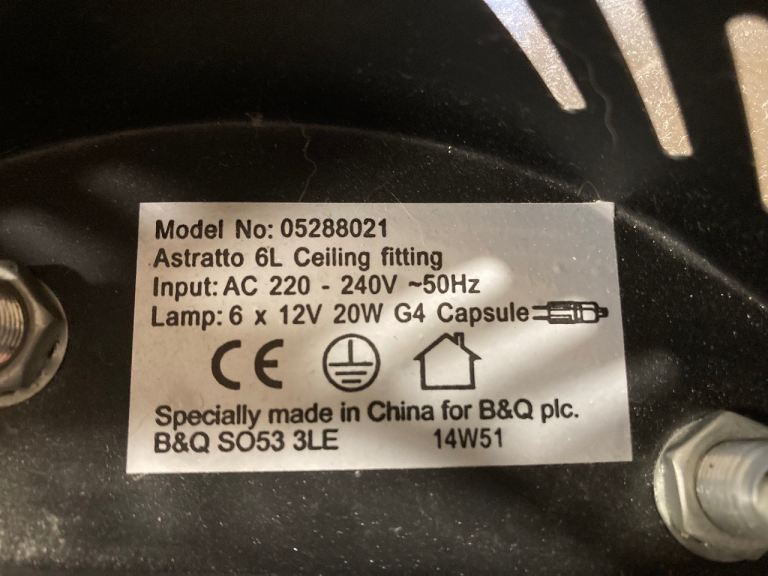 Model No: 05288021
Astratto 6L Ceiling fitting
Input: AC 220 - 240V ~50Hz
Lamp: 6 x 12V 20W G4 Capsule
CE
Specially made in China for B&Q plc.
B&Q SO53 3LE 14W51